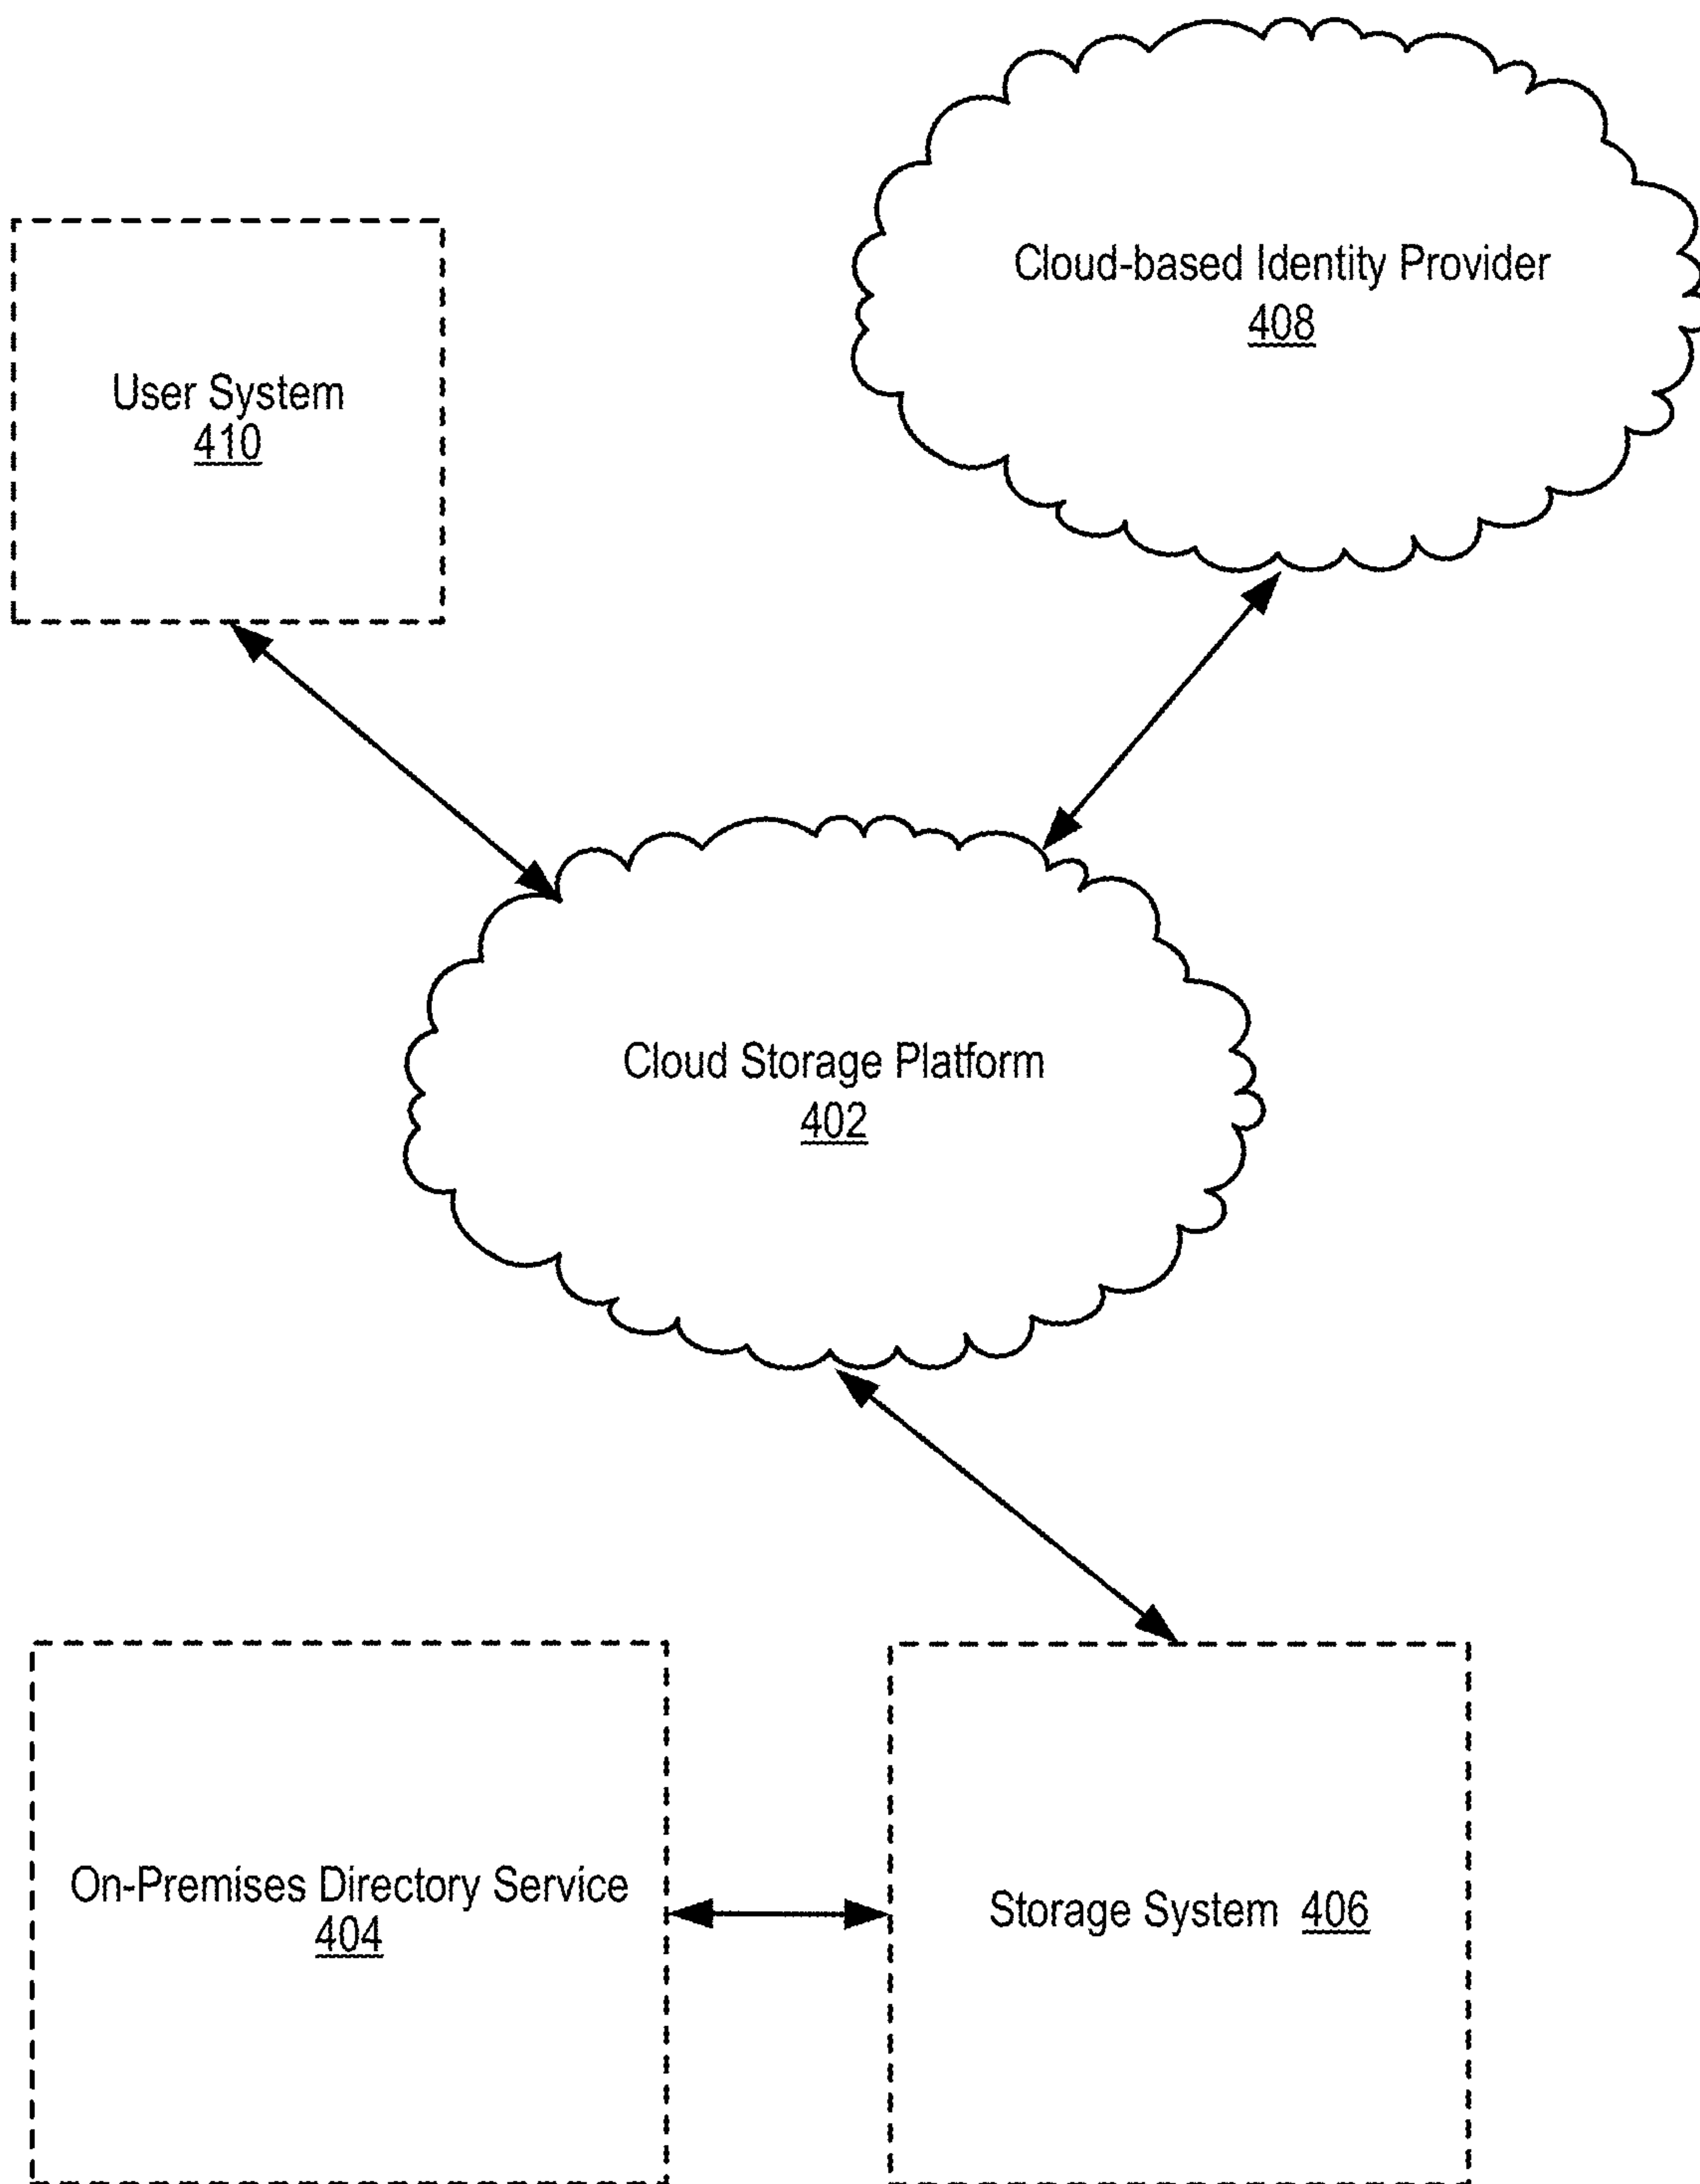 Cloud-based Identity Provider
408
User System
410
Cloud Storage Platform
402
On-Premises Directory Service
404
Storage System 406